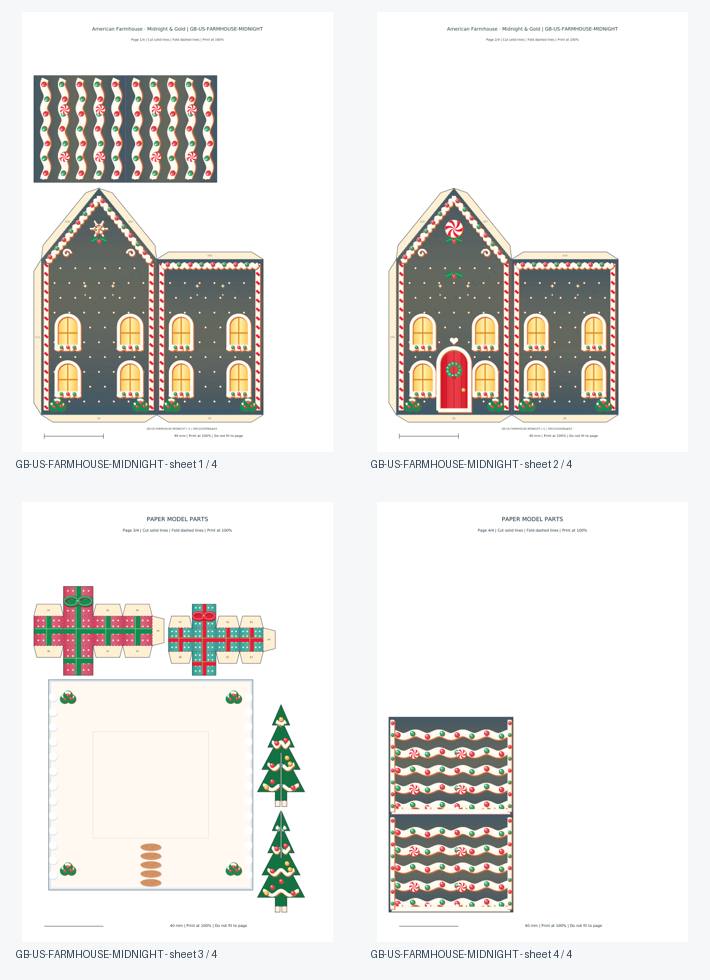 American Farmhouse · Midnight & Gold | GB-US-FARMHOUSE-MIDNIGHT
Page 1/4 | Cut solid lines | Fold dashed lines | Print at 100%
40 mm | Print at 100% | Do not fit to page
GB-US-FARMHOUSE-MIDNIGHT - sheet 1 / 4
American Farmhouse · Midnight & Gold | GB-US-FARMHOUSE-MIDNIGHT
Page 2/4 | Cut solid lines | Fold dashed lines | Print at 100%
40 mm | Print at 100% | Do not fit to page
GB-US-FARMHOUSE-MIDNIGHT - sheet 2 / 4
PAPER MODEL PARTS
Page 3/4 | Cut solid lines | Fold dashed lines | Print at 100%
40 mm | Print at 100% | Do not fit to page
GB-US-FARMHOUSE-MIDNIGHT - sheet 3 / 4
PAPER MODEL PARTS
Page 4/4 | Cut solid lines | Fold dashed lines | Print at 100%
40 mm | Print at 100% | Do not fit to page
GB-US-FARMHOUSE-MIDNIGHT - sheet 4 / 4